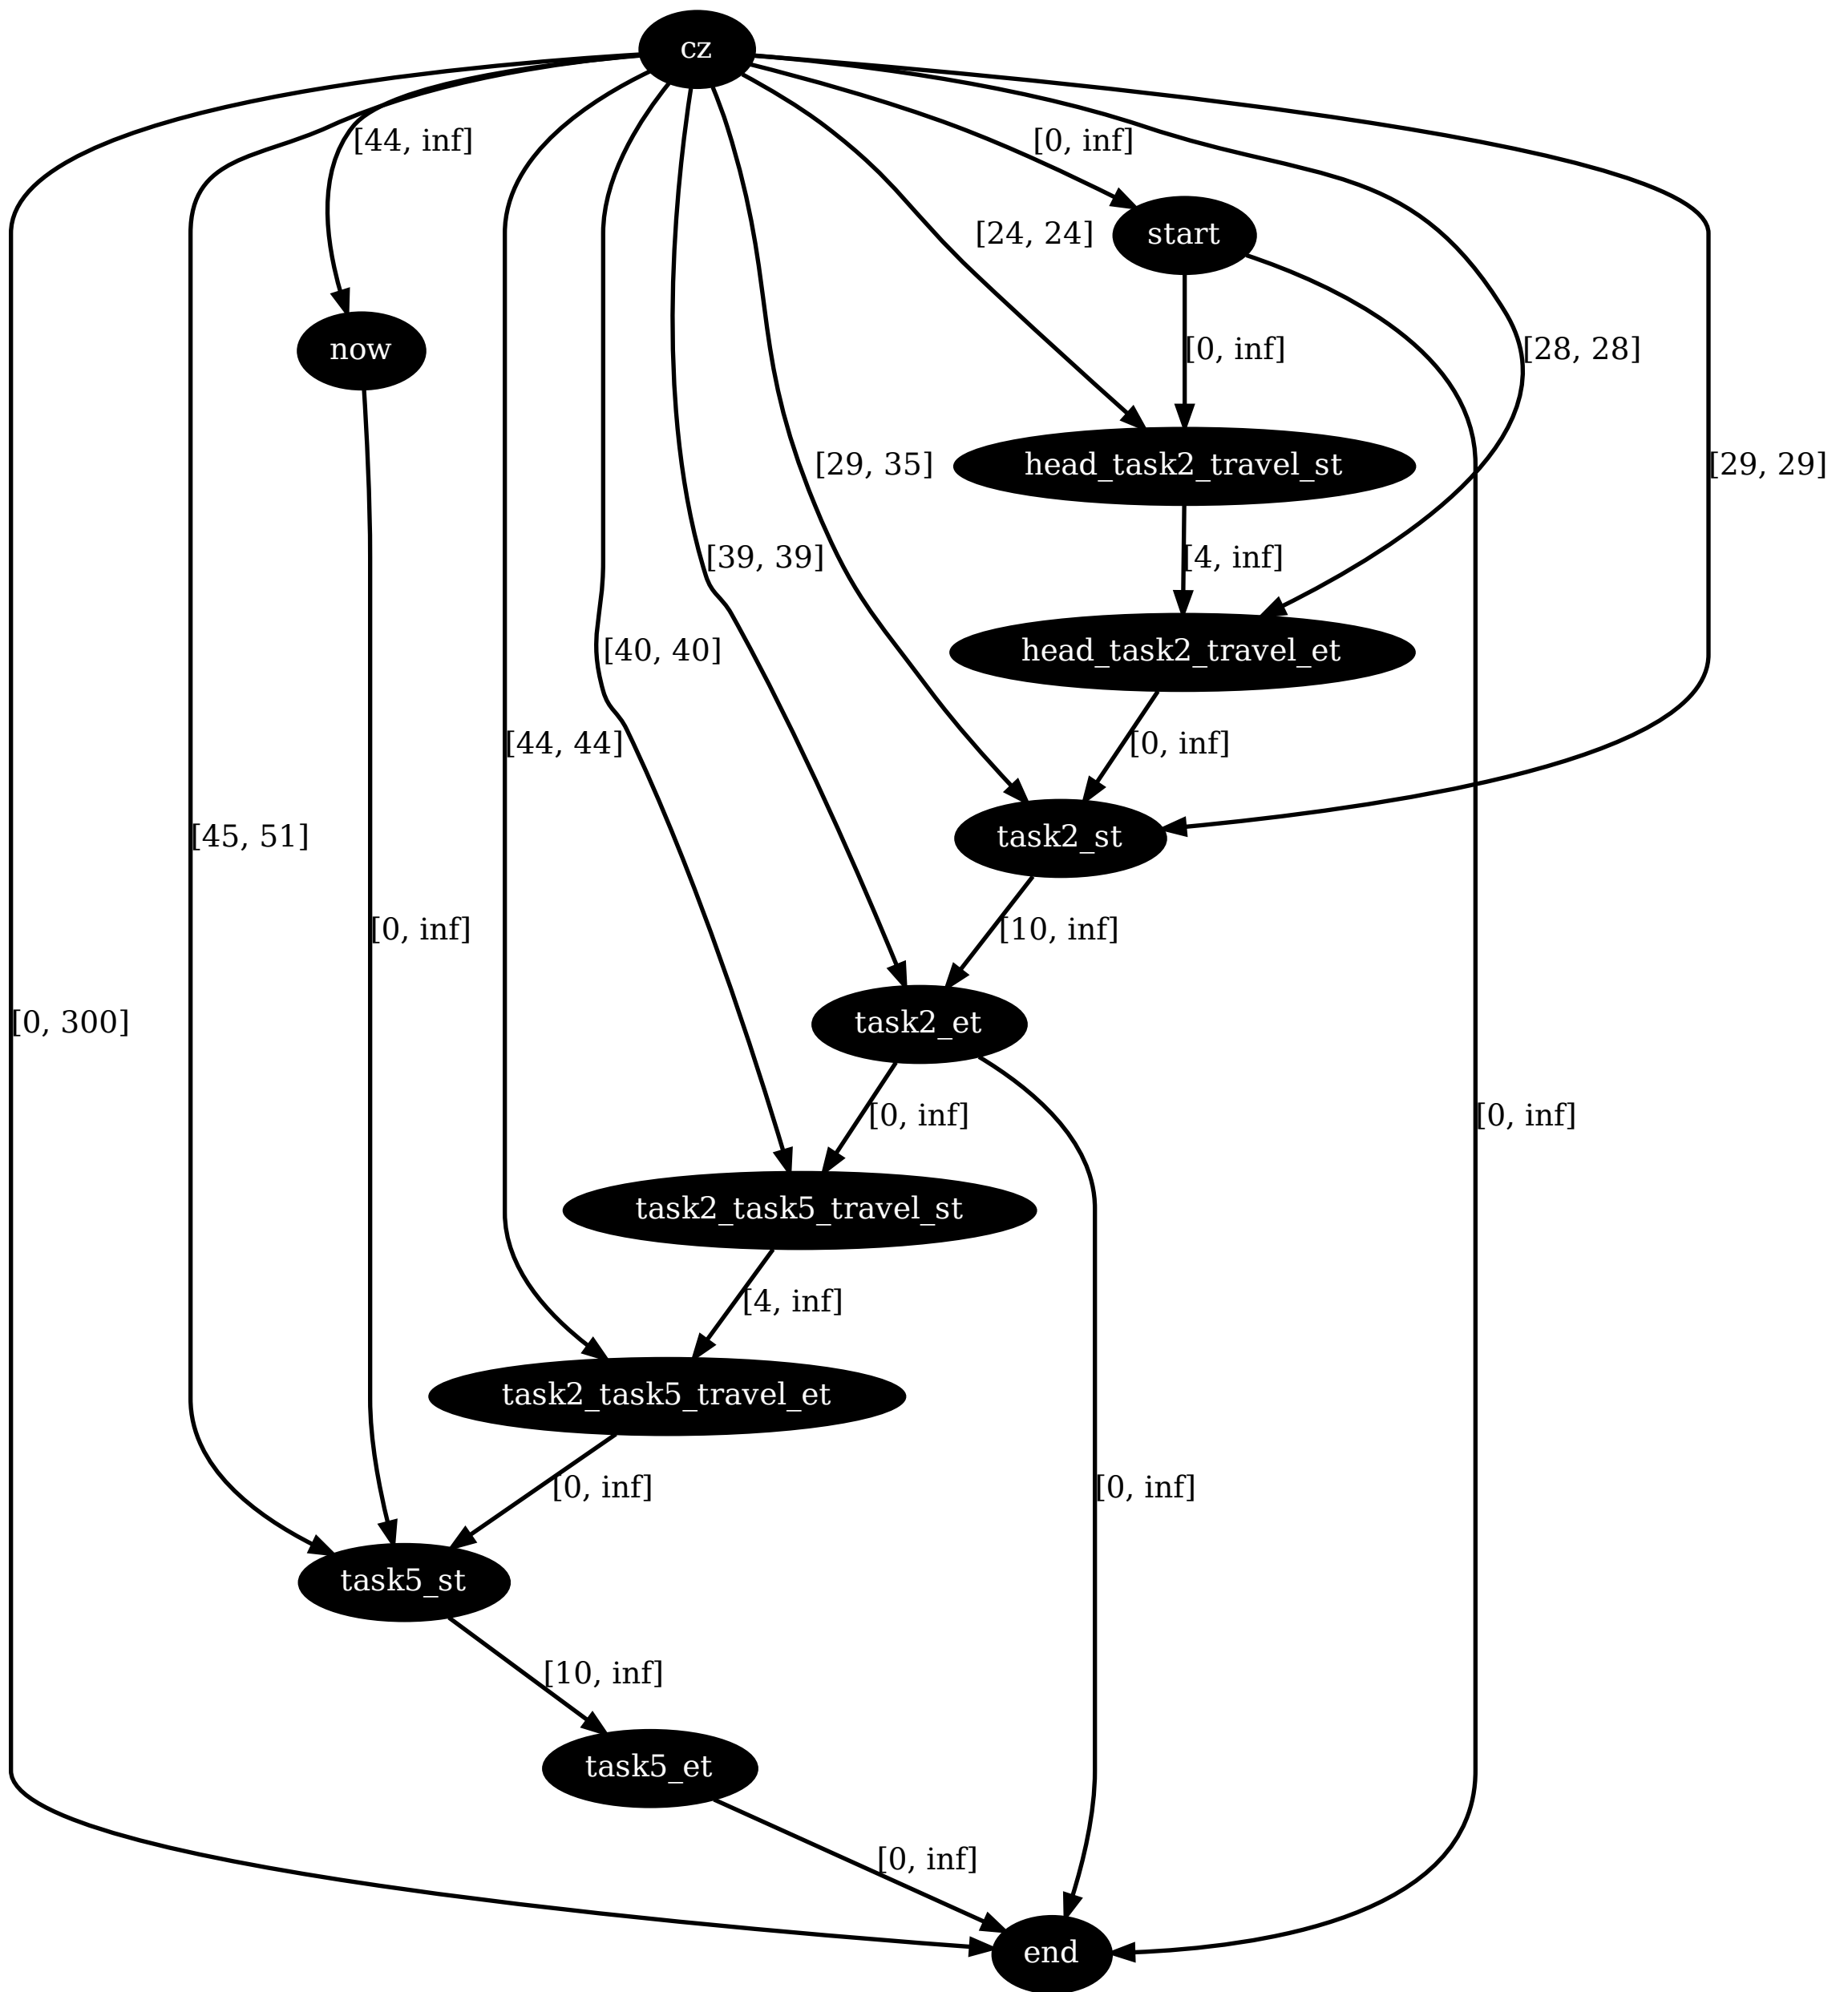 cz
[44, inf]
[0, inf]
[24, 24]
start
now
[0, inf]
[28, 28]
[29, 35]
head_task2_travel_st
[29, 29]
[39, 39]
[4, inf]
[40, 40]
head_task2_travel_et
[44, 44]
[0, inf]
[45, 51]
task2_st
[0, inf]
[10, inf]
[0, 300]
task2_et
[0, inf]
[0, inf]
task2_task5_travel_st
[4, inf]
task2_task5_travel_et
[0, inf]
[0, inf]
task5_st
[10, inf]
task5_et
[0, inf]
end